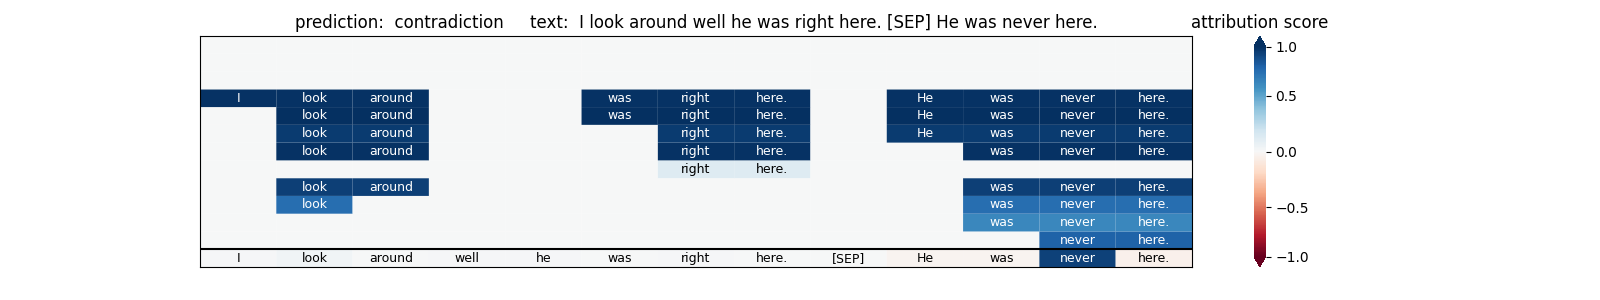 prediction: contradiction text: I look around well he was right here. [SEP] He was never here. attribution score
1.0
I look around was right here. He was never here.
look around was right here. He was never here.
0.5
look around right here. He was never here.
look around right here. was never here.
0.0
right here.
look around was never here.
look was never here.
−0.5
was never here.
never here.
I look around well he was right here. [SEP] He was never here.
−1.0